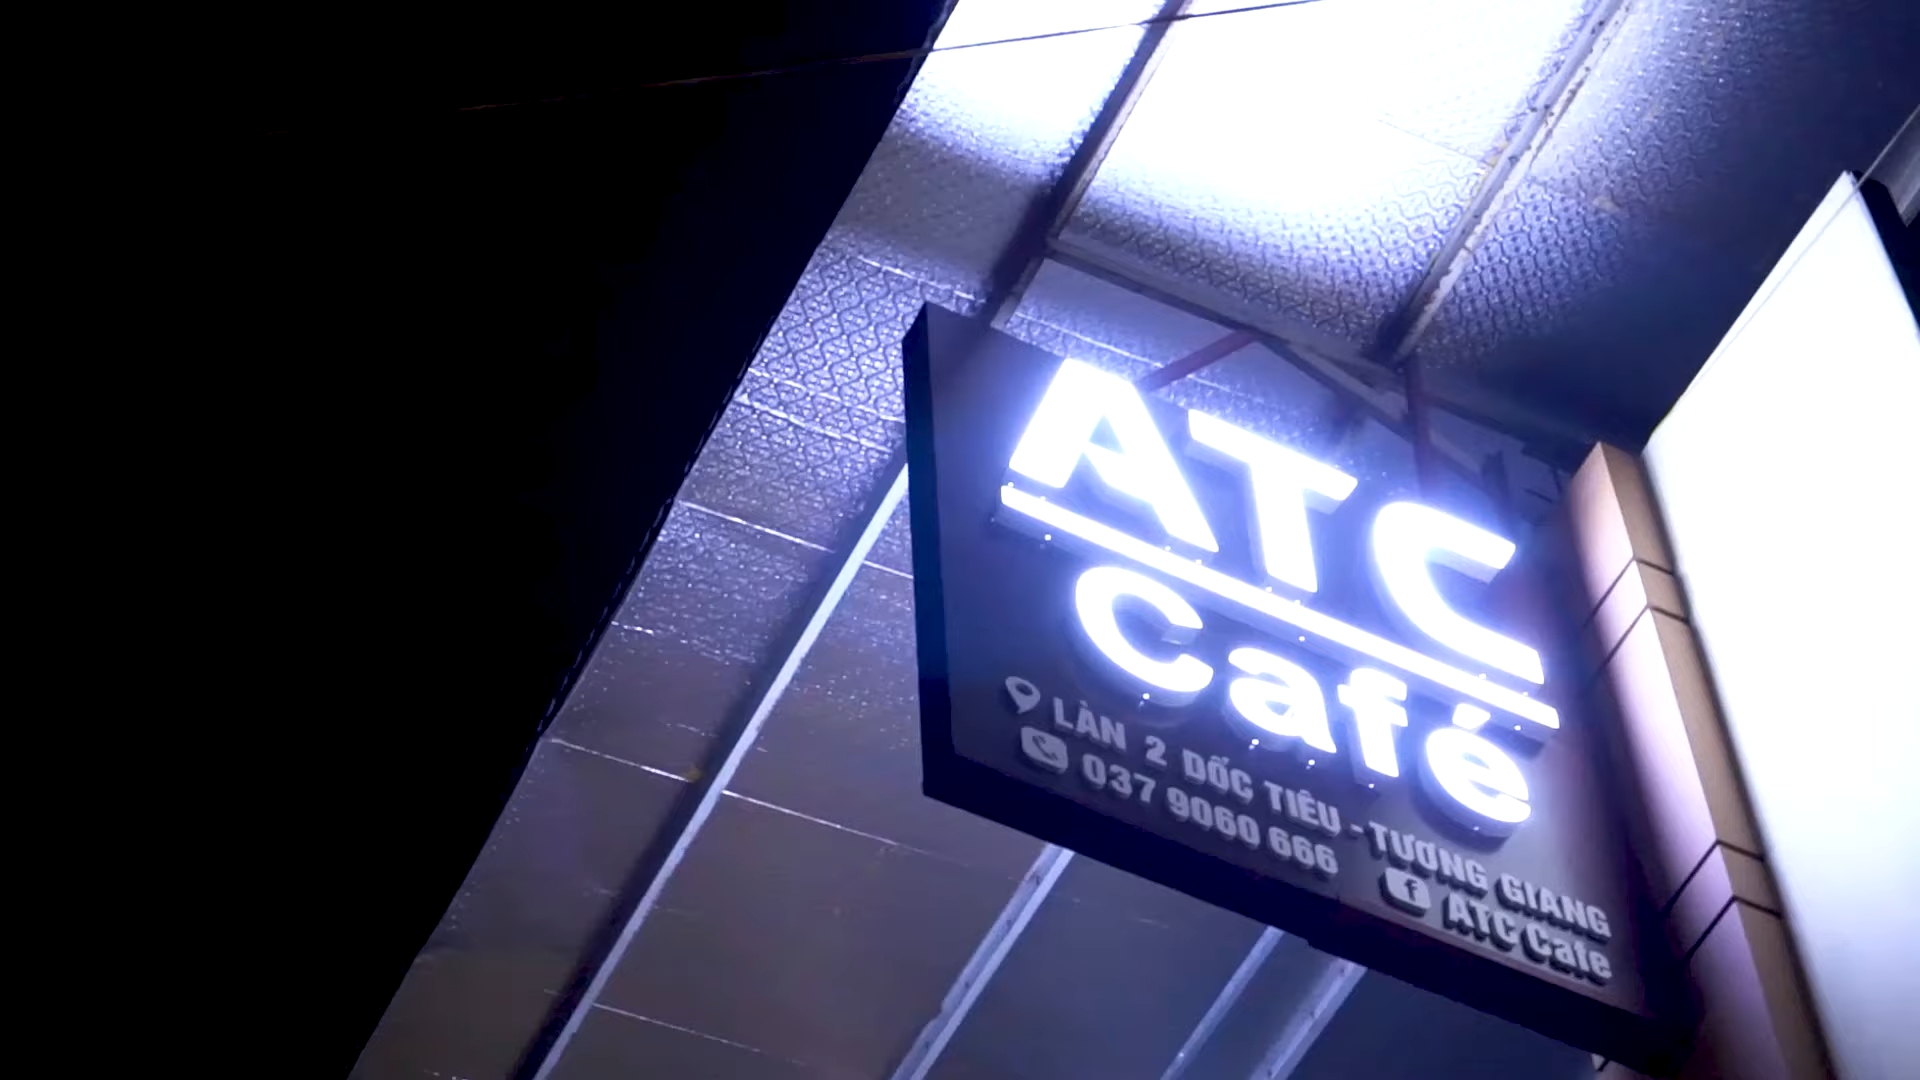 ATC
Café
LÀN 2 DỐC TIÊU - TƯƠNG GIANG
037 9060 666
ATC Cafe